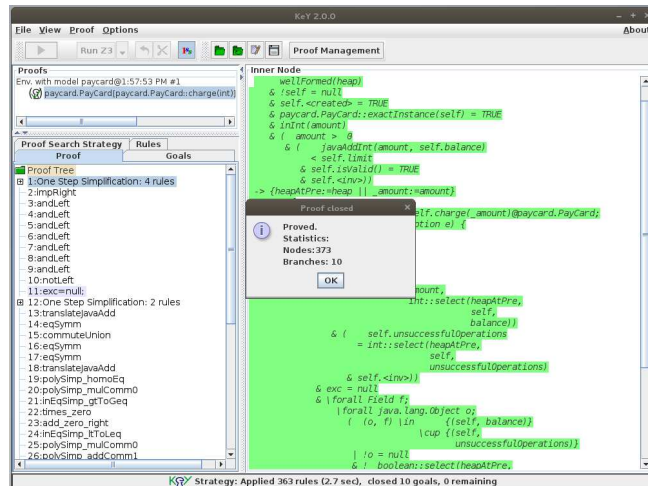 KeY 2.0.0
File View Proof Options About
Run Z3 Proof Management
Proofs
Env. with model paycard@1:57:53 PM #1
paycard.PayCard[paycard.PayCard::charge(int)]
Proof Search Strategy Rules
Proof Goals
Proof Tree
1:One Step Simplification: 4 rules
2:impRight
3:andLeft
4:andLeft
5:andLeft
6:andLeft
7:andLeft
8:andLeft
9:andLeft
10:notLeft
11:exc=null;
12:One Step Simplification: 2 rules
13:translateJavaAdd
14:eqSymm
15:commuteUnion
16:eqSymm
17:eqSymm
18:translateJavaAdd
19:polySimp_homoEq
20:polySimp_mulComm0
21:inEqSimp_gtToGeq
22:times_zero
23:add_zero_right
24:inEqSimp_ltToLeq
25:polySimp_mulComm0
26:polySimp_addComm1
Inner Node
wellFormed(heap)
& !self = null
& self.<created> = TRUE
& paycard.PayCard::exactInstance(self) = TRUE
& inInt(amount)
& ( amount > 0
& ( javaAddInt(amount, self.balance)
< self.limit
& self.isValid() = TRUE
& self.<inv>))
-> {heapAtPre:=heap || _amount:=amount}
self.charge(_amount)@paycard.PayCard;
ption e) {
mount,
int::select(heapAtPre,
self,
balance))
& ( self.unsuccessfulOperations
= int::select(heapAtPre,
self,
unsuccessfulOperations)
& self.<inv>))
& exc = null
& \forall Field f;
\forall java.lang.Object o;
( (o, f) \in {(self, balance)}
\cup {(self,
unsuccessfulOperations)}
| !o = null
& ! boolean::select(heapAtPre,
Proof closed
Proved.
Statistics:
Nodes:373
Branches: 10
OK
KeY Strategy: Applied 363 rules (2.7 sec), closed 10 goals, 0 remaining